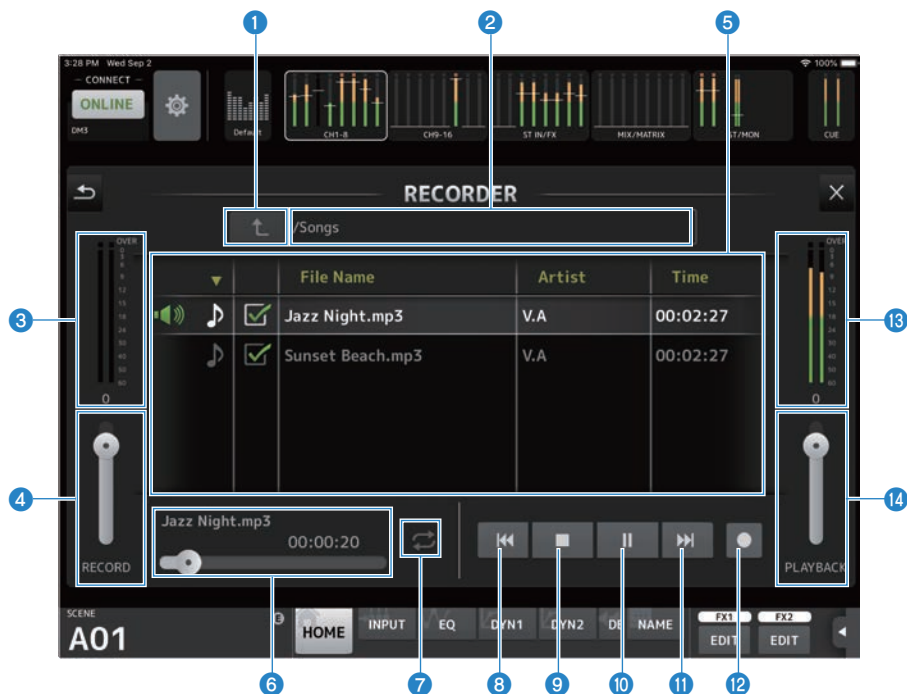 1 2 5
3:28 PM Wed Sep 2 100%
CONNECT
ONLINE
DM3
Default CH1-8 CH9-16 ST IN/FX MIX/MATRIX ST/MON CUE
RECORDER
/Songs
OVER OVER
File Name Artist Time
Jazz Night.mp3 V.A 00:02:27
Sunset Beach.mp3 V.A 00:02:27
3 13
0 0
4 14
Jazz Night.mp3
00:00:20
RECORD PLAYBACK
SCENE
A01
HOME INPUT EQ DYN1 DYN2 DE NAME
FX1 FX2
EDIT EDIT
6 7 8 9 10 11 12